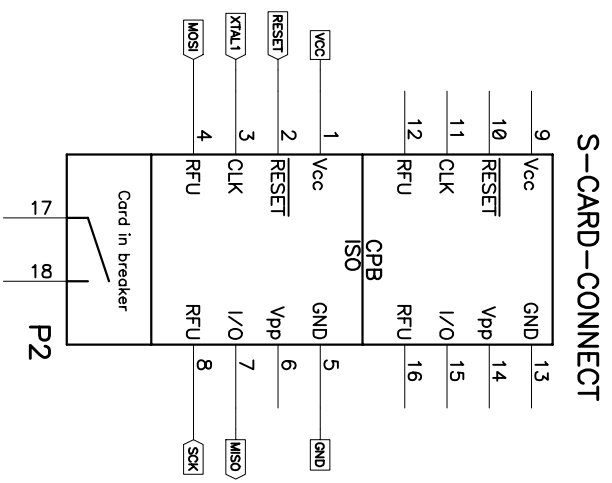 S-CARD-CONNECT
9 Vcc GND 13
10 RESET Vpp 14
11 CLK I/O 15
12 RFU RFU 16
CPB
ISO
VCC 1 Vcc GND 5 GND
RESET 2 RESET Vpp 6
XTAL1 3 CLK I/O 7 MISO
MOSI 4 RFU RFU 8 SCK
Card in breaker
17 18
P2